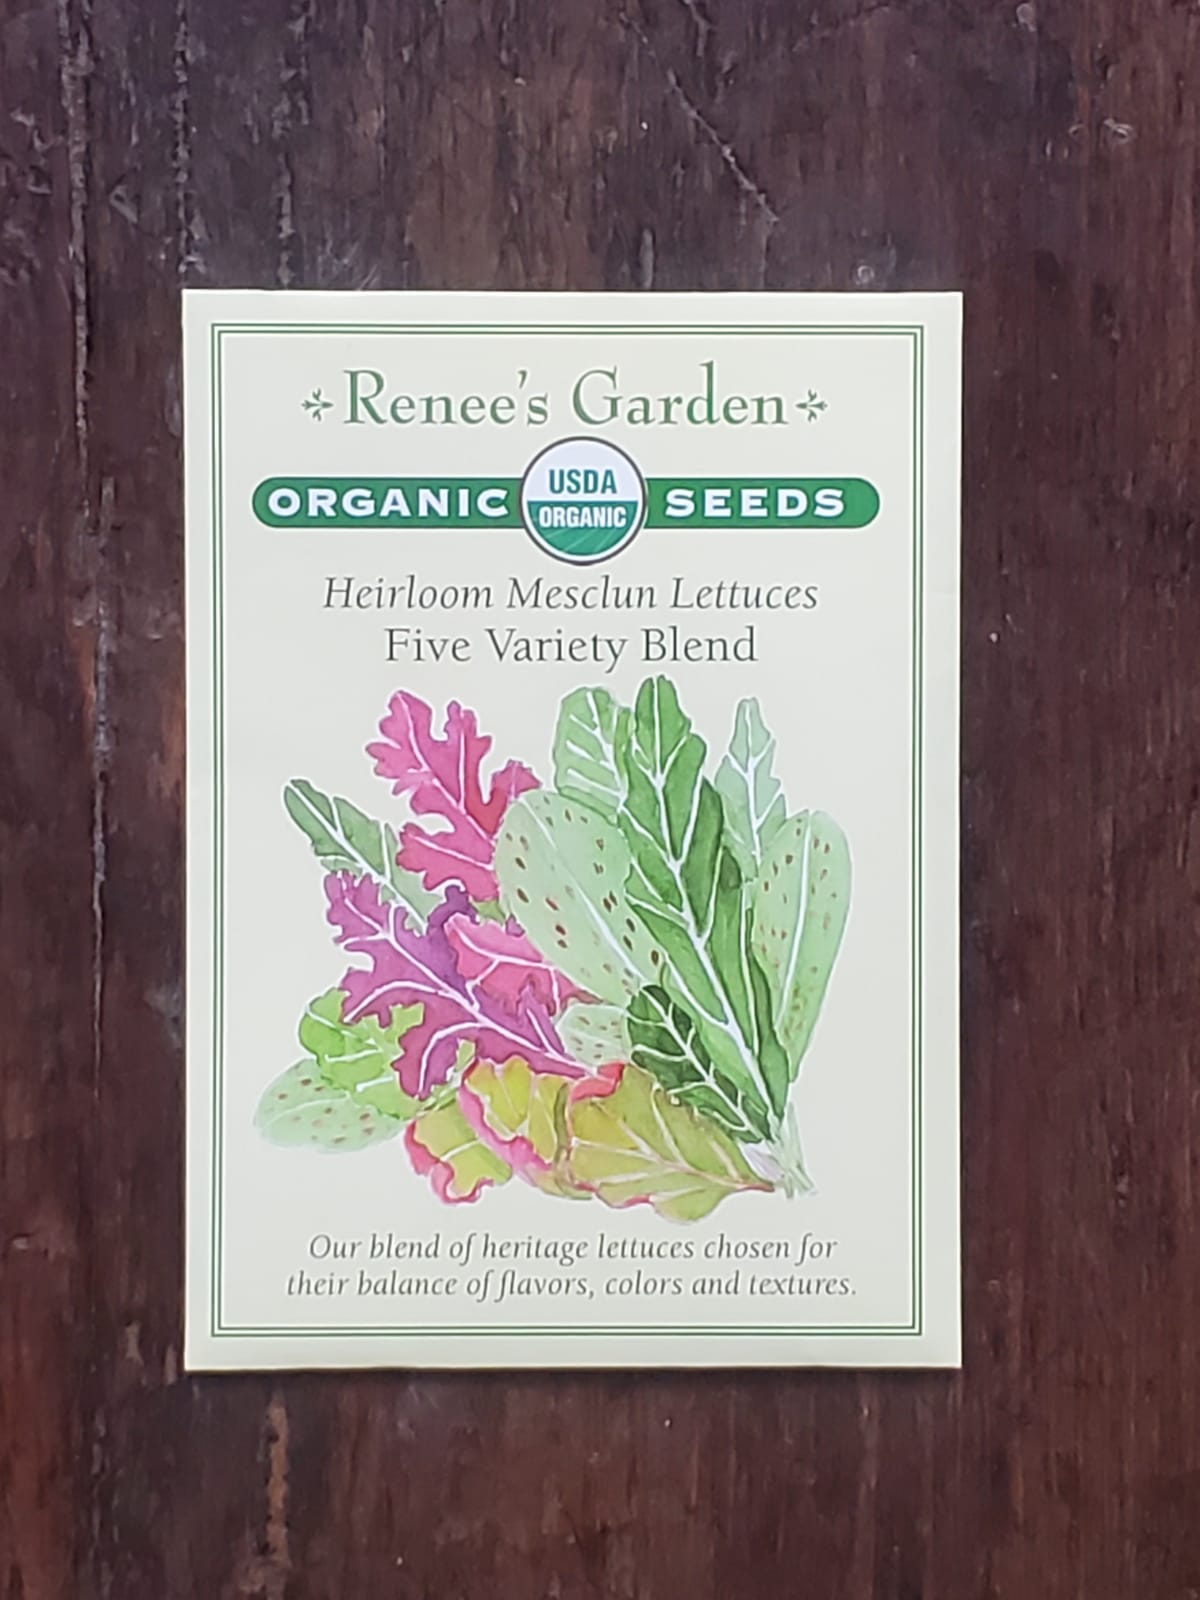 Renee's Garden
ORGANIC USDA ORGANIC SEEDS
Heirloom Mesclun Lettuces
Five Variety Blend
Our blend of heritage lettuces chosen for
their balance of flavors, colors and textures.